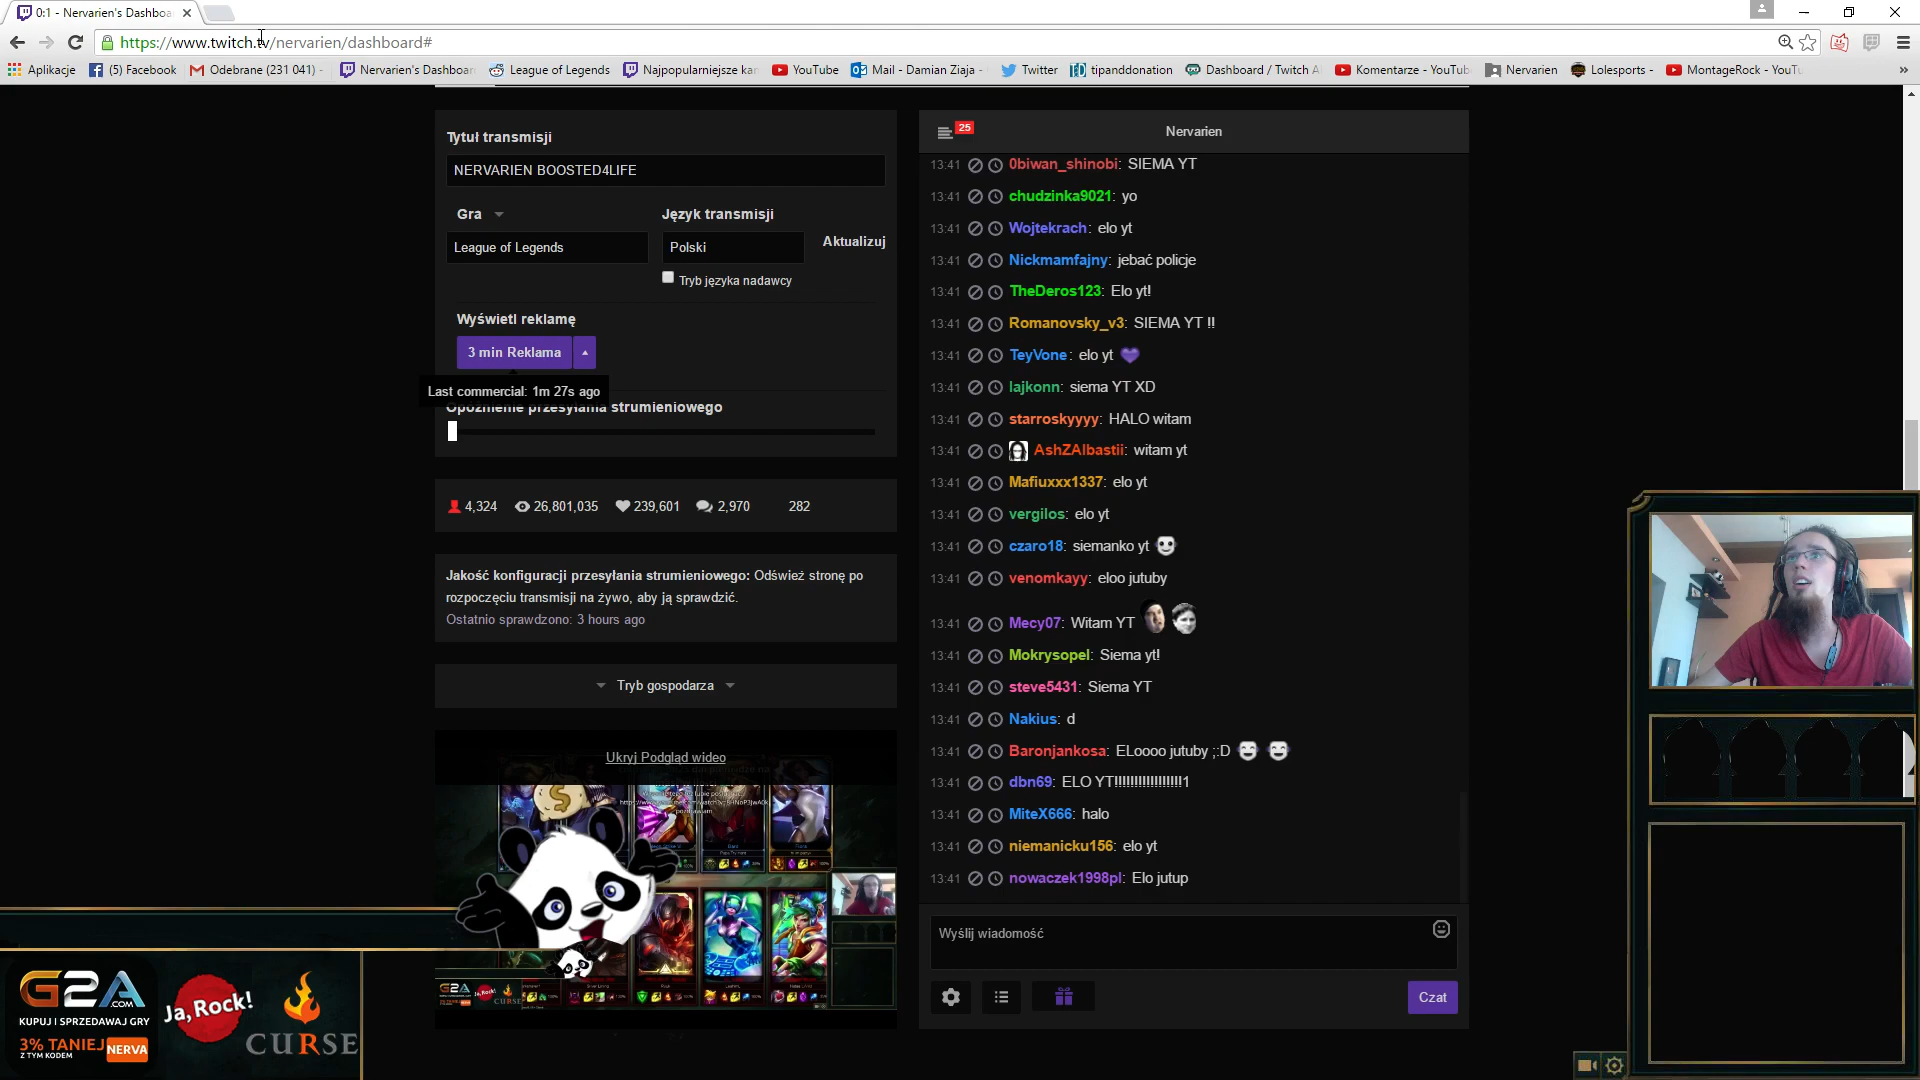 0:1 - Nervarien's Dashboa
https://www.twitch.tv/nervarien/dashboard#
Aplikacje
(5) Facebook
Odebrane (231 041) -
Nervarien's Dashboar
League of Legends
Najpopularniejsze ka
YouTube
Mail - Damian Ziaja -
Twitter
tipanddonation
Dashboard / Twitch A
Komentarze - YouTub
Nervarien
Lolesports -
MontageRock - YouTu
»
Tytuł transmisji
NERVARIEN BOOSTED4LIFE
Gra
Język transmisji
League of Legends
Polski
Aktualizuj
Tryb języka nadawcy
Wyświetl reklamę
3 min Reklama
Last commercial: 1m 27s ago
Opóźnienie przesyłania strumieniowego
4,324
26,801,035
239,601
2,970
282
Jakość konfiguracji przesyłania strumieniowego: Odśwież stronę po
rozpoczęciu transmisji na żywo, aby ją sprawdzić.
Ostatnio sprawdzono: 3 hours ago
Tryb gospodarza
Ukryj Podgląd wideo
25
Nervarien
13:41 0biwan_shinobi: SIEMA YT
13:41 chudzinka9021: yo
13:41 Wojtekrach: elo yt
13:41 Nickmamfajny: jebać policje
13:41 TheDeros123: Elo yt!
13:41 Romanovsky_v3: SIEMA YT !!
13:41 TeyVone: elo yt
13:41 lajkonn: siema YT XD
13:41 starroskyyyy: HALO witam
13:41 AshZAlbastii: witam yt
13:41 Mafiuxxx1337: elo yt
13:41 vergilos: elo yt
13:41 czaro18: siemanko yt
13:41 venomkayy: eloo jutuby
13:41 Mecy07: Witam YT
13:41 Mokrysopel: Siema yt!
13:41 steve5431: Siema YT
13:41 Nakius: d
13:41 Baronjankosa: ELoooo jutuby ;:D
13:41 dbn69: ELO YT!!!!!!!!!!!!!!!!!1
13:41 MiteX666: halo
13:41 niemanicku156: elo yt
13:41 nowaczek1998pl: Elo jutup
Wyślij wiadomość
Czat
G2A
.COM
KUPUJ I SPRZEDAWAJ GRY
3% TANIEJ
Z TYM KODEM
NERVA
Ja, Rock!
CURSE
G2A
CURSE